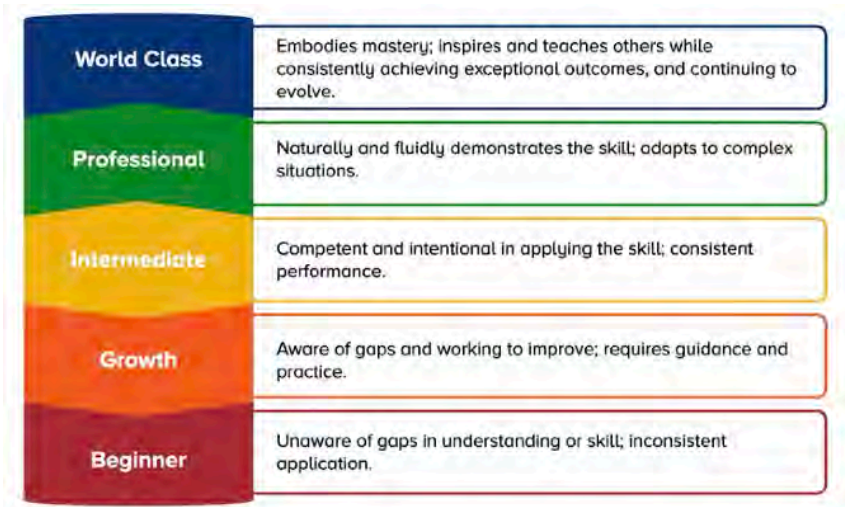 World Class
Embodies mastery; inspires and teaches others while
consistently achieving exceptional outcomes, and continuing to
evolve.
Professional
Naturally and fluidly demonstrates the skill; adapts to complex
situations.
Intermediate
Competent and intentional in applying the skill; consistent
performance.
Growth
Aware of gaps and working to improve; requires guidance and
practice.
Beginner
Unaware of gaps in understanding or skill; inconsistent
application.